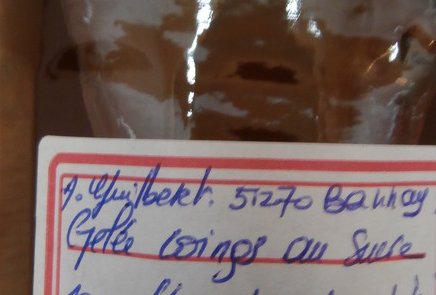 J. Guilbert. 51270 Bannay
Gelée coings au Sucre